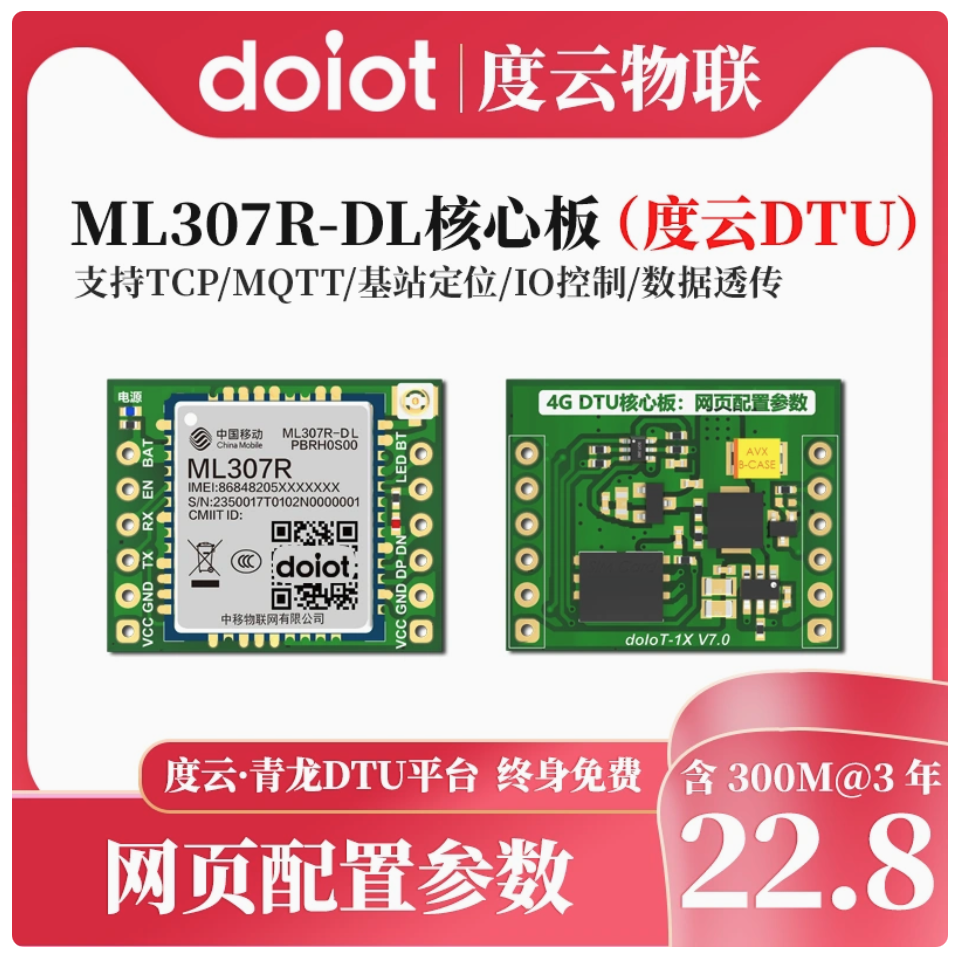 doiot | 度云物联
ML307R-DL核心板（度云DTU）
支持TCP/MQTT/基站定位/IO控制/数据透传
电源
BAT
EN
RX
TX
GND
VCC
中国移动
China Mobile
ML307R-DL
PBRH0S00
ML307R
IMEI:86848205XXXXXXX
S/N:2350017T0102N0000001
CMIIT ID:
doiot
中移物联网有限公司
LED BT
DN
DP
GND
VCC
4G DTU核心板：网页配置参数
AVX
B-CASE
doIoT-1X V7.0
度云·青龙DTU平台 终身免费
含 300M@3 年
网页配置参数
22.8